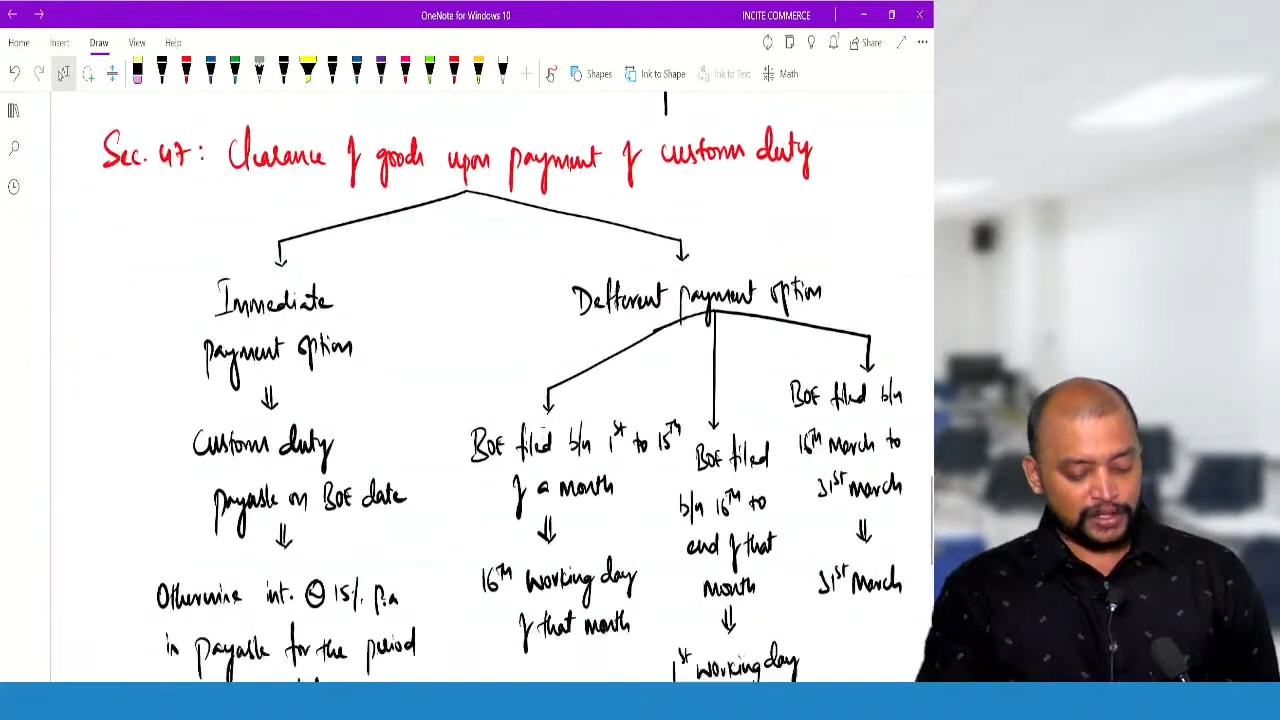 OneNote for Windows 10
INCITE COMMERCE
Home Insert Draw View Help
Share
Shapes Ink to Shape Ink to Text Math
Sec. 47: Clearance of goods upon payment of custom duty
Immediate
payment option
Custom duty
payable on BOE date
Otherwise int. @ 15% p.a
is payable for the period
Defferent payment option
BOE filed b/n 1st to 15th
of a month
16th working day
of that month
BOE filed
b/n 16th to
end of that
month
1st working day
BOE filed b/n
16th March to
31st March
31st March